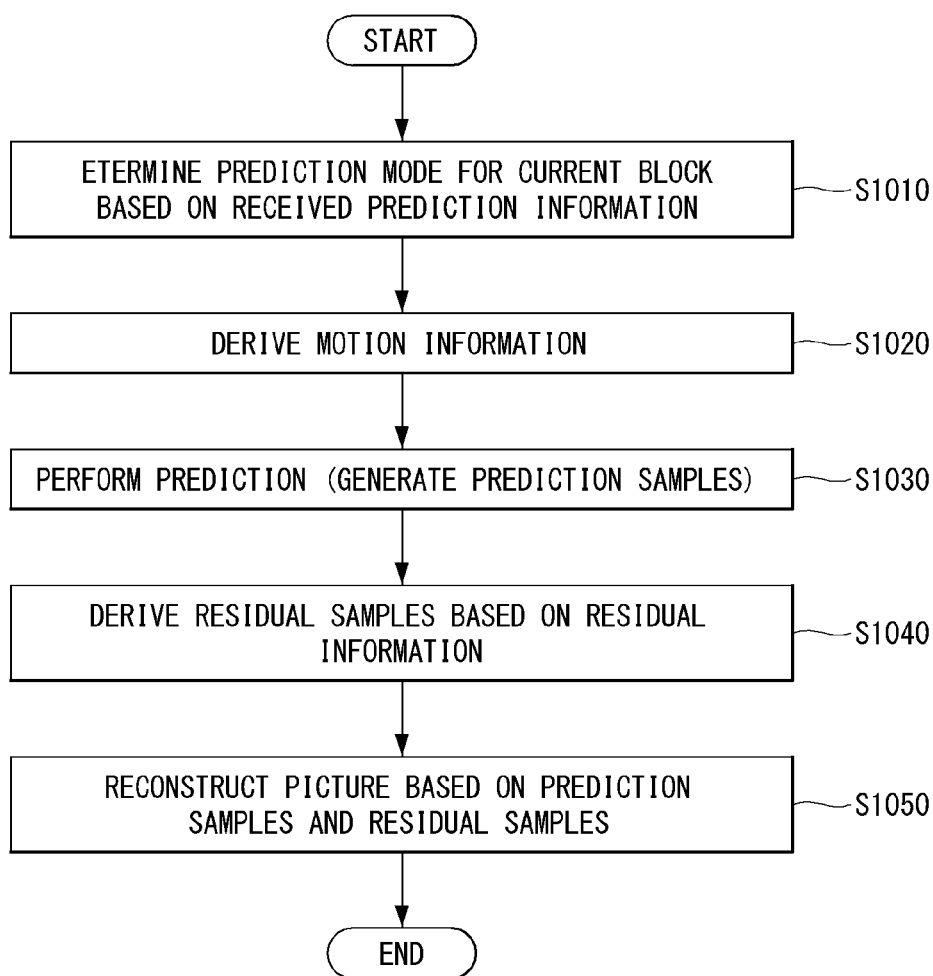 START
ETERMINE PREDICTION MODE FOR CURRENT BLOCK
BASED ON RECEIVED PREDICTION INFORMATION
S1010
DERIVE MOTION INFORMATION
S1020
PERFORM PREDICTION (GENERATE PREDICTION SAMPLES)
S1030
DERIVE RESIDUAL SAMPLES BASED ON RESIDUAL
INFORMATION
S1040
RECONSTRUCT PICTURE BASED ON PREDICTION
SAMPLES AND RESIDUAL SAMPLES
S1050
END